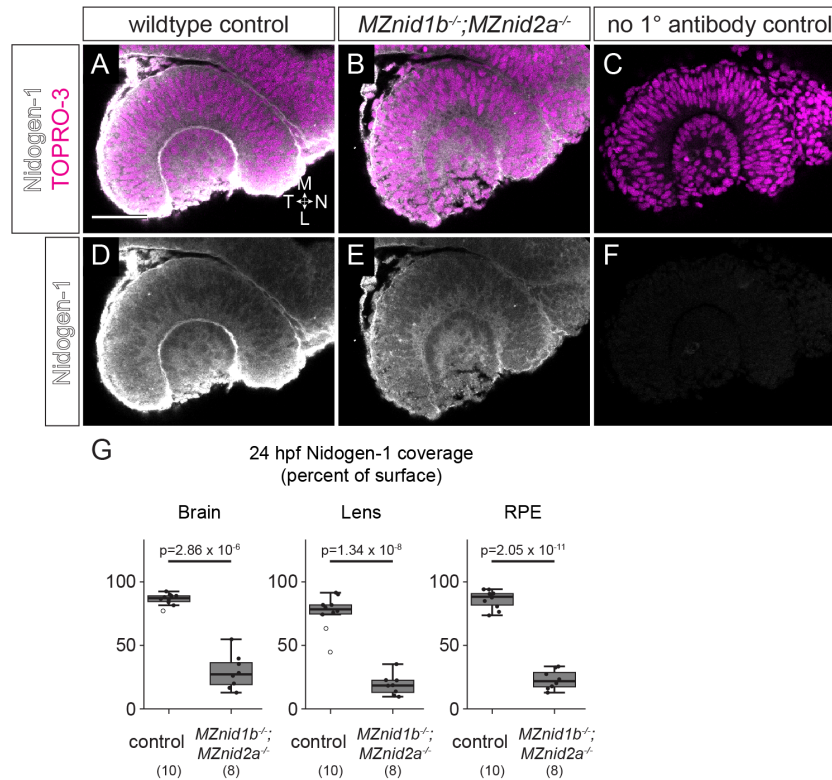 wildtype control
MZnid1b-/-;MZnid2a-/-
no 1° antibody control
Nidogen-1
TOPRO-3
A
B
C
M
T N
L
Nidogen-1
D
E
F
G
24 hpf Nidogen-1 coverage
(percent of surface)
Brain
Lens
RPE
p=2.86 x 10-6
p=1.34 x 10-8
p=2.05 x 10-11
100
50
0
100
50
0
100
50
0
control
(10)
MZnid1b-/-;
MZnid2a-/-
(8)
control
(10)
MZnid1b-/-;
MZnid2a-/-
(8)
control
(10)
MZnid1b-/-;
MZnid2a-/-
(8)